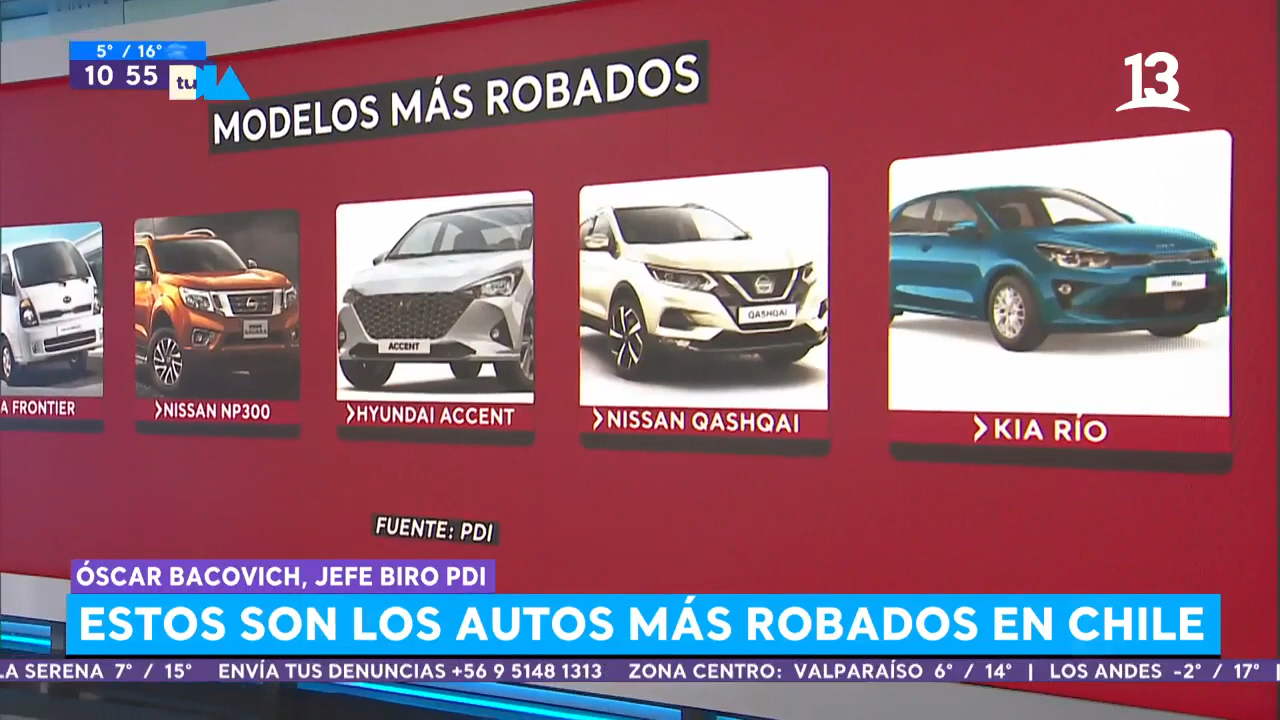 5° / 16°
10 55
tu
13
MODELOS MÁS ROBADOS
ACCENT
QASHQAI
Rio
A FRONTIER
NISSAN NP300
HYUNDAI ACCENT
NISSAN QASHQAI
KIA RÍO
FUENTE: PDI
ÓSCAR BACOVICH, JEFE BIRO PDI
ESTOS SON LOS AUTOS MÁS ROBADOS EN CHILE
LA SERENA 7° / 15° ENVÍA TUS DENUNCIAS +56 9 5148 1313 ZONA CENTRO: VALPARAÍSO 6° / 14° | LOS ANDES -2° / 17° |